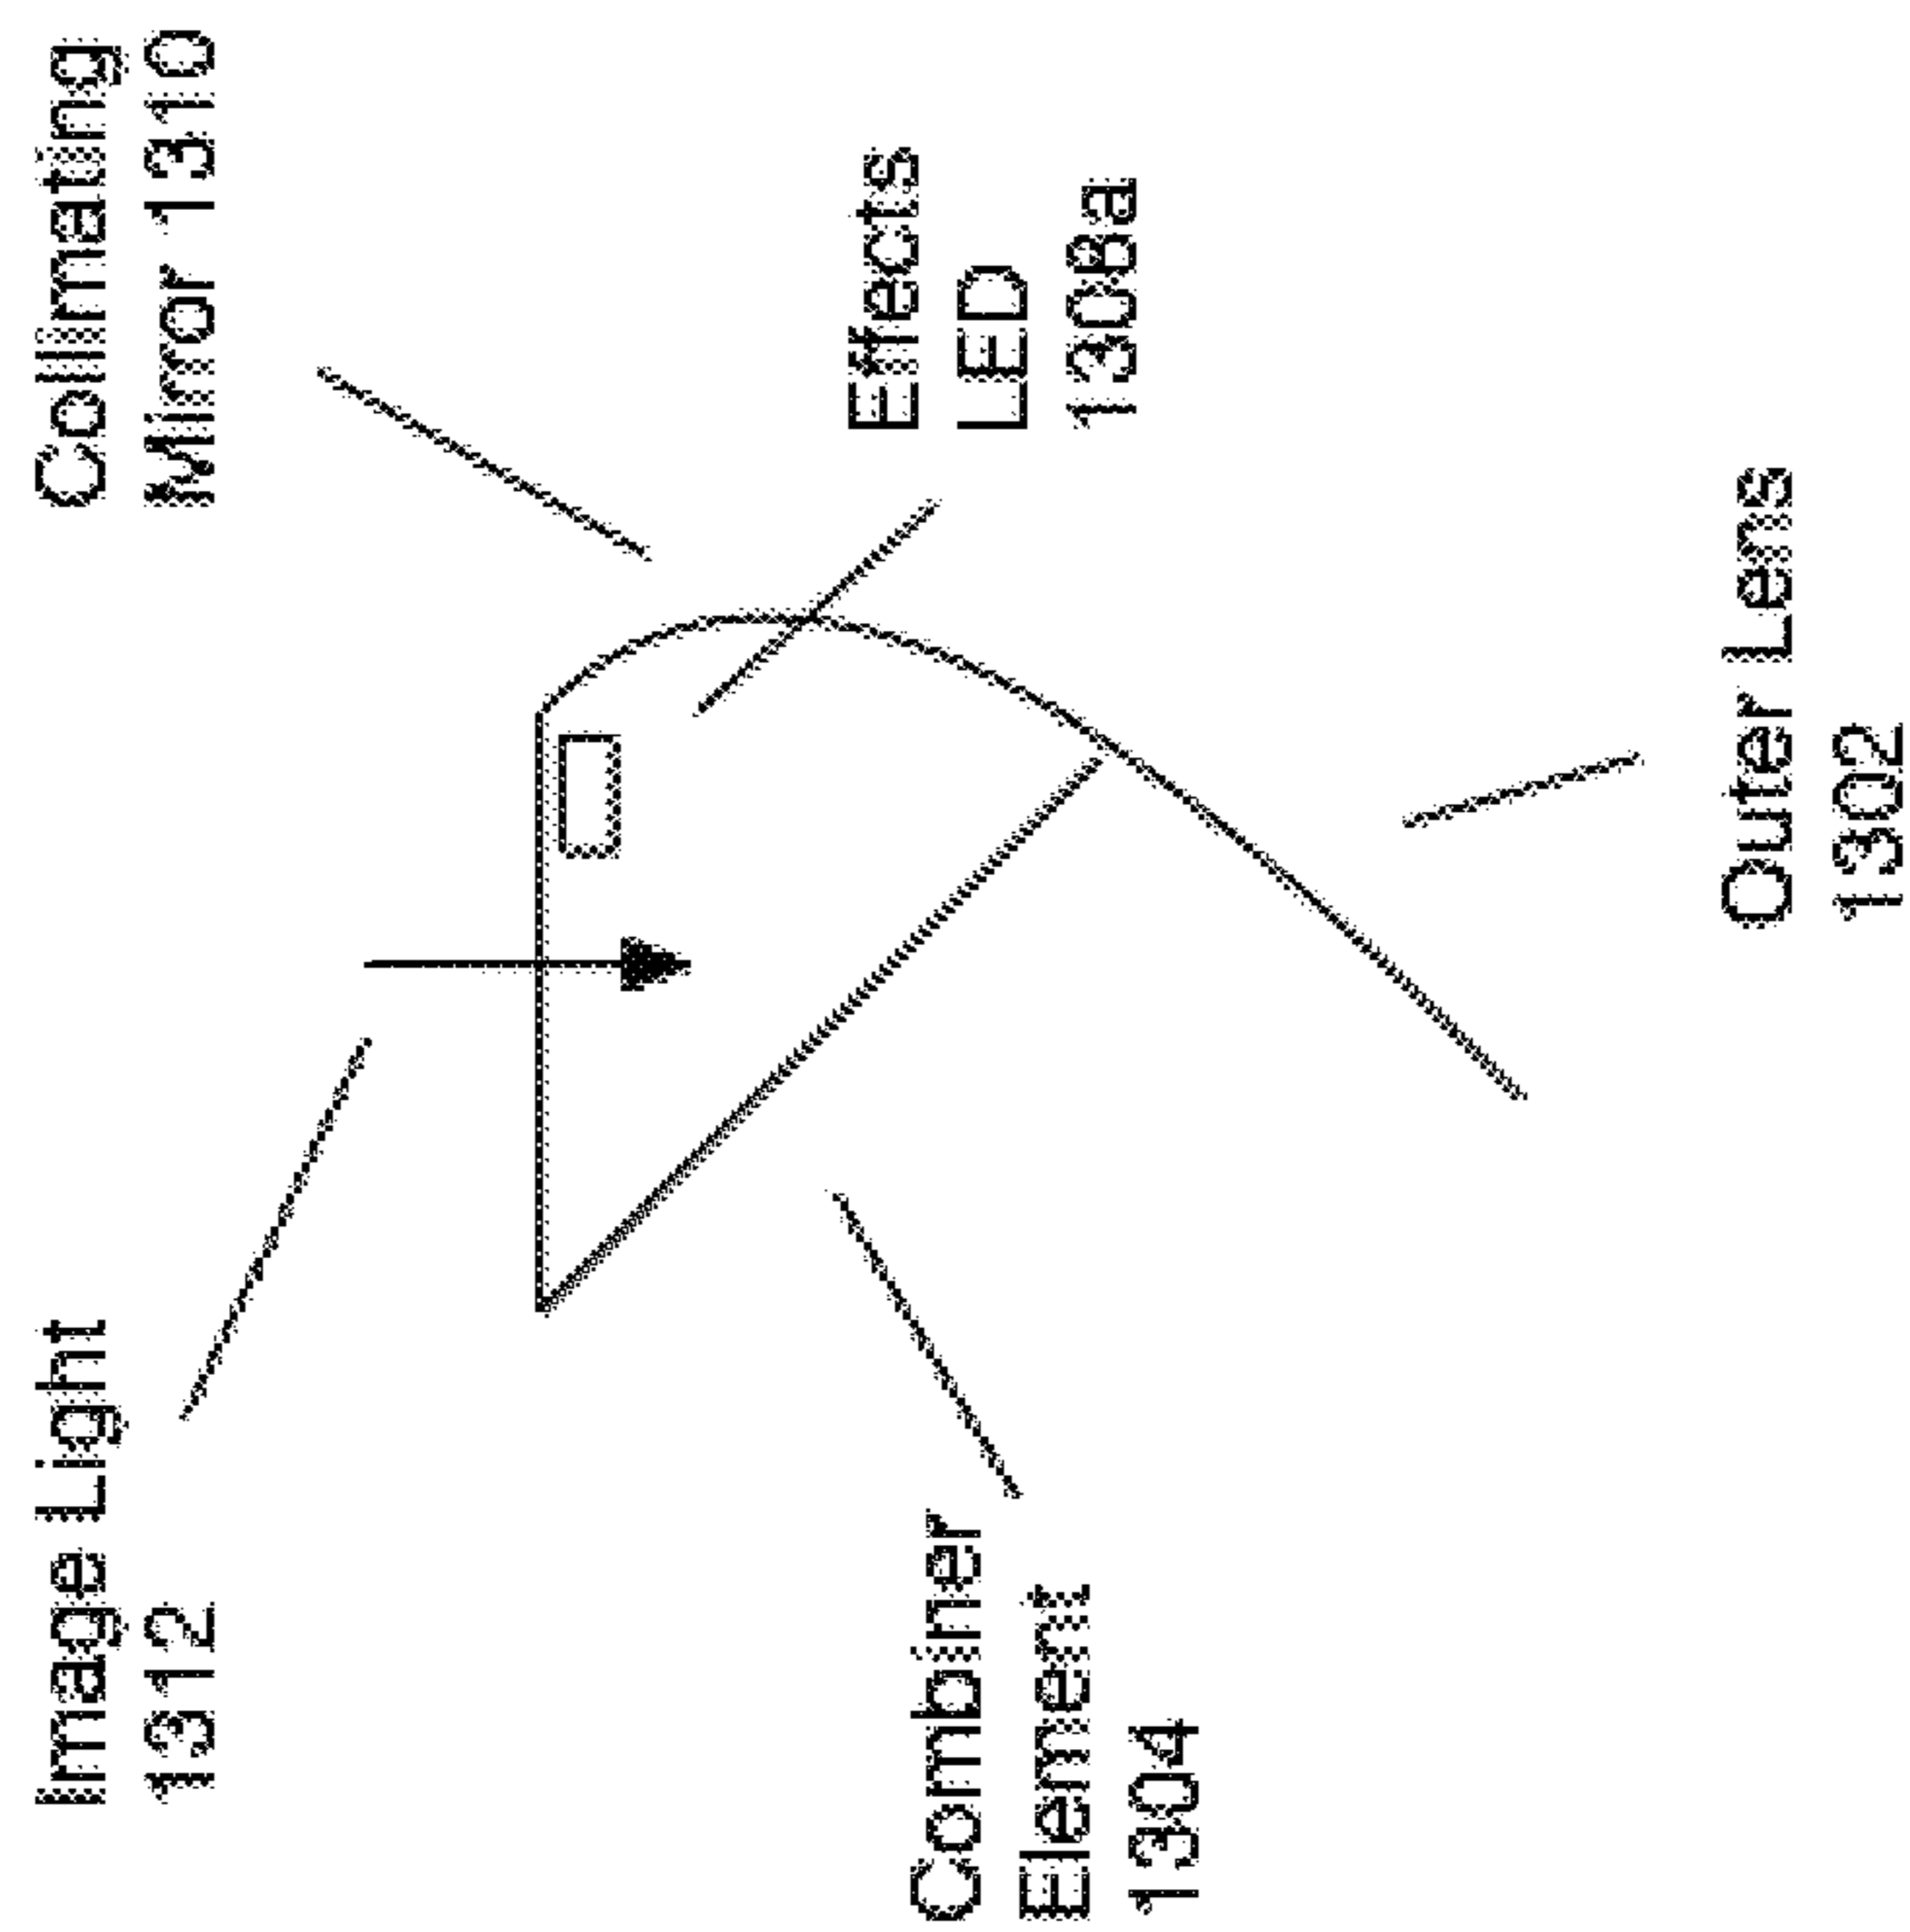 Image Light
1312
Collimating
Mirror 1310
Effects
LED
1308a
Combiner
Element
1304
Outer Lens
1302